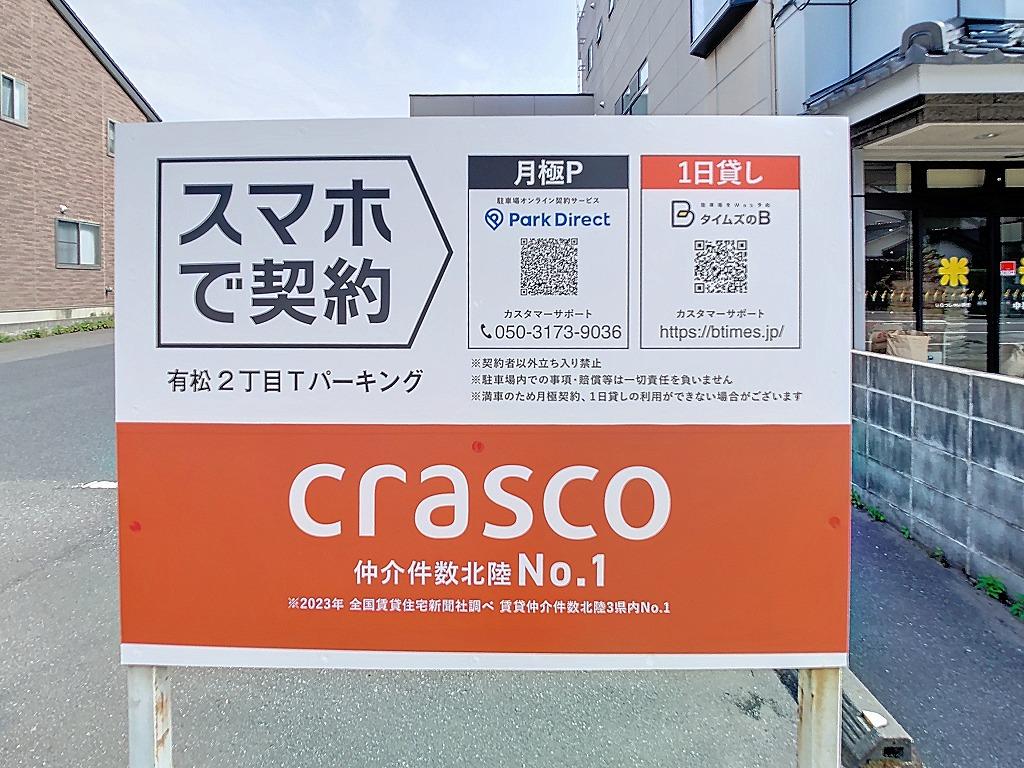 スマホ
で契約
有松2丁目Tパーキング
月極P
駐車場オンライン契約サービス
Park Direct
カスタマーサポート
050-3173-9036
1日貸し
タイムズのB
カスタマーサポート
https://btimes.jp/
※契約者以外立ち入り禁止
※駐車場内での事項・賠償等は一切責任を負いません
※満車のため月極契約、1日貸しの利用ができない場合がございます
crasco
仲介件数北陸No.1
※2023年 全国賃貸住宅新聞社調べ 賃貸仲介件数北陸3県内No.1
米